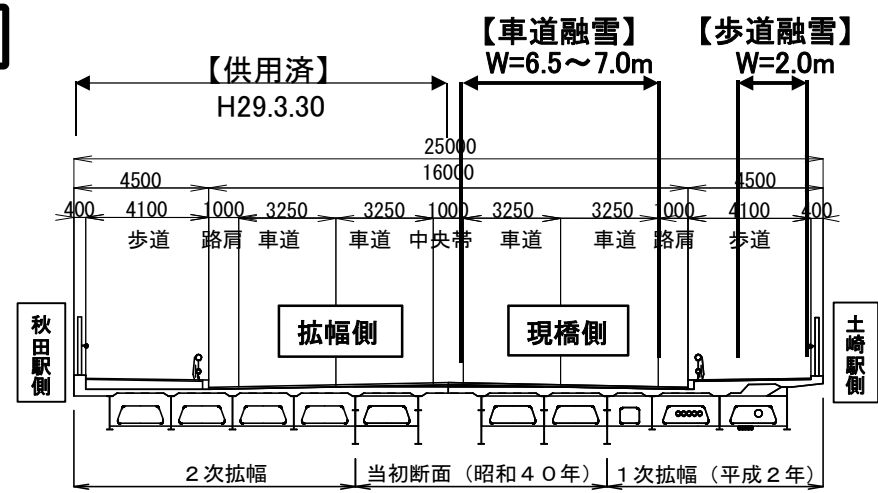 【車道融雪】 【歩道融雪】
【供用済】 W=6.5～7.0m W=2.0m
H29.3.30
25000
4500 16000 4500
400 4100 1000 3250 3250 1000 3250 3250 1000 4100 400
歩道 路肩 車道 車道 中央帯 車道 車道 路肩 歩道
秋田駅側
拡幅側
現橋側
土崎駅側
２次拡幅 当初断面（昭和４０年） １次拡幅（平成２年）